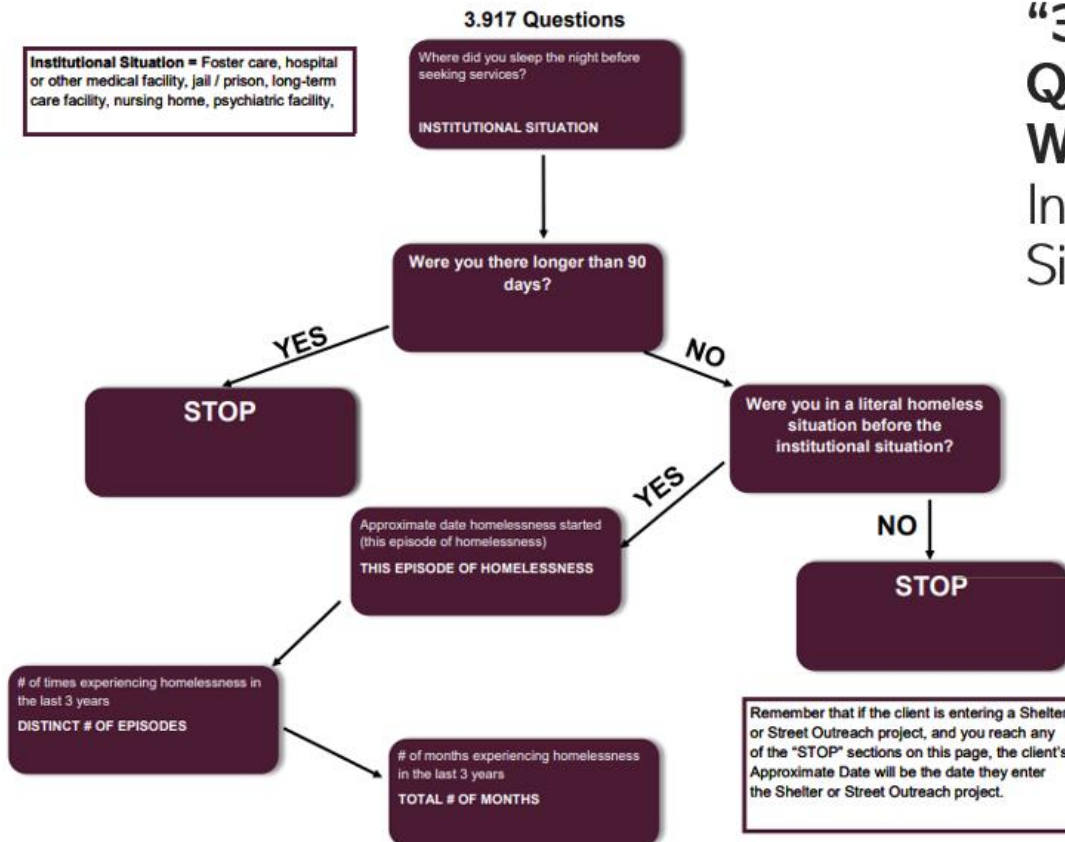 3.917 Questions
Institutional Situation = Foster care, hospital
or other medical facility, jail / prison, long-term
care facility, nursing home, psychiatric facility,
Where did you sleep the night before
seeking services?
INSTITUTIONAL SITUATION
Were you there longer than 90
days?
YES
NO
STOP
Were you in a literal homeless
situation before the
institutional situation?
YES
NO
Approximate date homelessness started
(this episode of homelessness)
THIS EPISODE OF HOMELESSNESS
STOP
# of times experiencing homelessness in
the last 3 years
DISTINCT # OF EPISODES
# of months experiencing homelessness
in the last 3 years
TOTAL # OF MONTHS
Remember that if the client is entering a Shelter
or Street Outreach project, and you reach any
of the “STOP” sections on this page, the client's
Approximate Date will be the date they enter
the Shelter or Street Outreach project.
“3
Q
W
In
Si